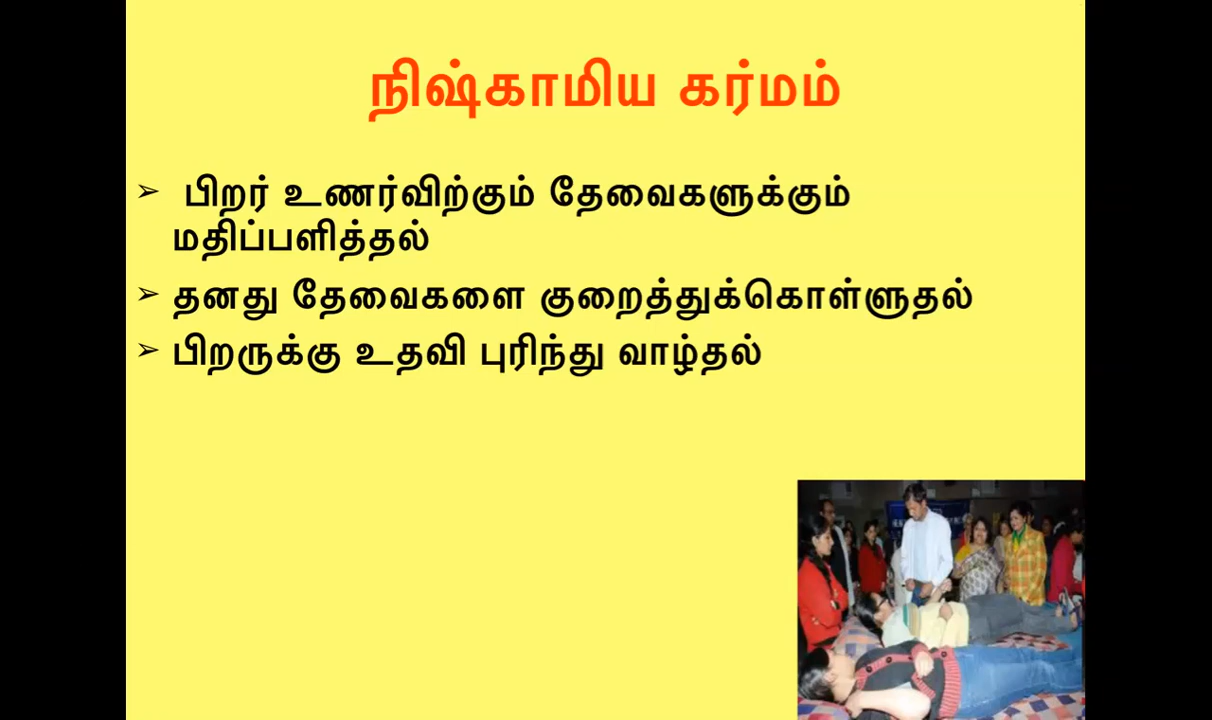 நிஷ்காமிய கர்மம்
➢ பிறர் உணர்விற்கும் தேவைகளுக்கும்
மதிப்பளித்தல்
➢ தனது தேவைகளை குறைத்துக்கொள்ளுதல்
➢ பிறருக்கு உதவி புரிந்து வாழ்தல்